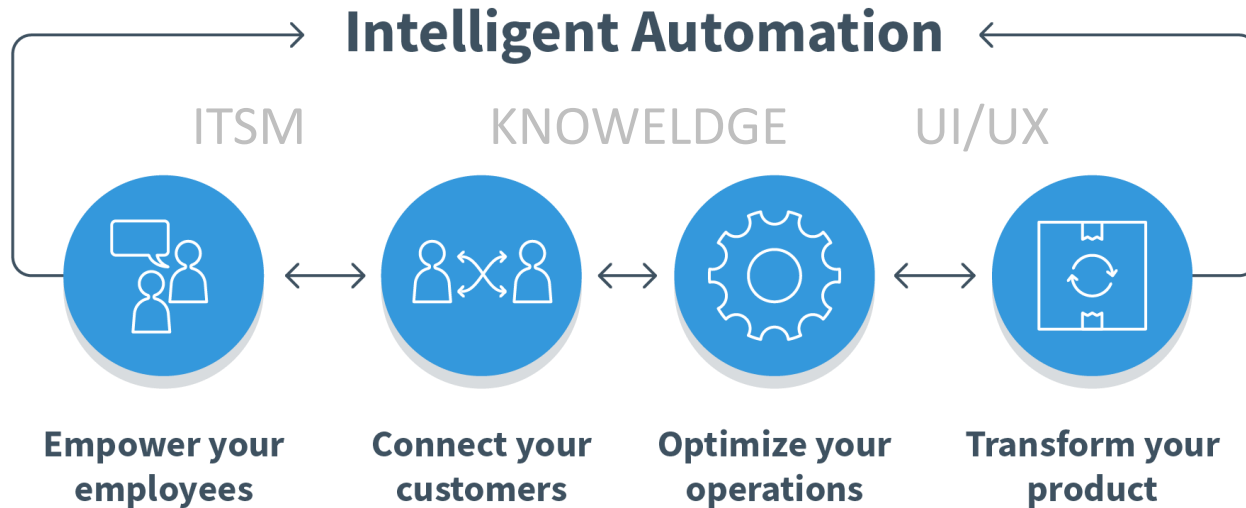 Intelligent Automation
ITSM KNOWELDGE UI/UX
Empower your
employees
Connect your
customers
Optimize your
operations
Transform your
product